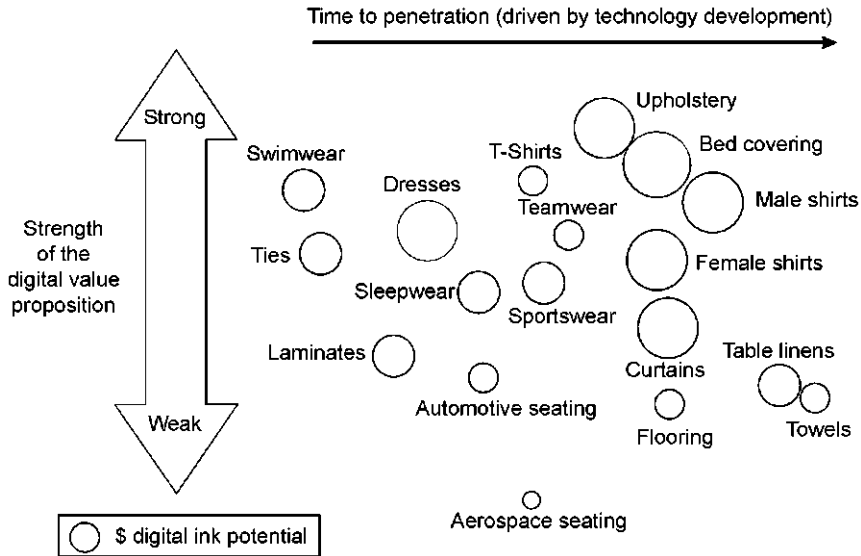 Time to penetration (driven by technology development)
Strong
Upholstery
Swimwear
T-Shirts
Bed covering
Dresses
Male shirts
Teamwear
Strength
of the
digital value
proposition
Ties
Female shirts
Sleepwear
Sportswear
Laminates
Table linens
Curtains
Automotive seating
Weak
Flooring
Towels
Aerospace seating
$ digital ink potential